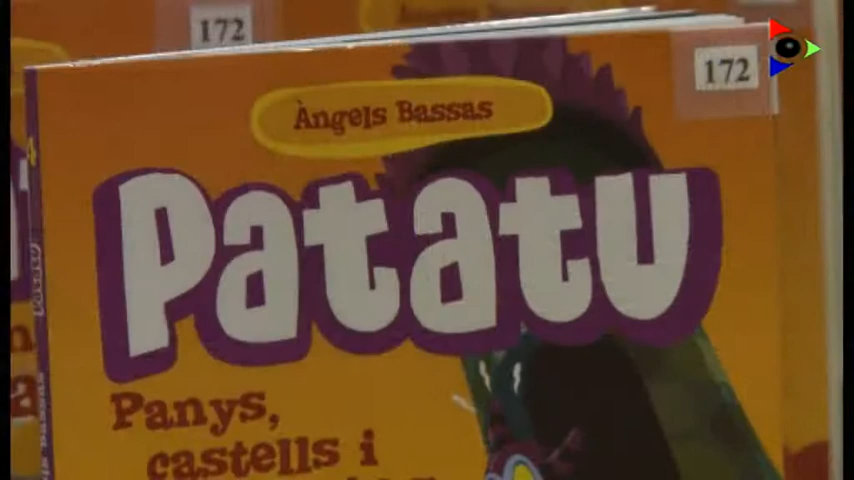 172
172
Àngels Bassas
Patatu
Panys,
castells i